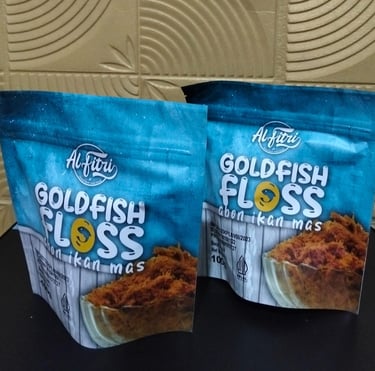 Al-Fitri
GOLDFISH
FLOSS
abon ikan mas
Al-Fitri
GOLDFISH
FLOSS
abon ikan mas